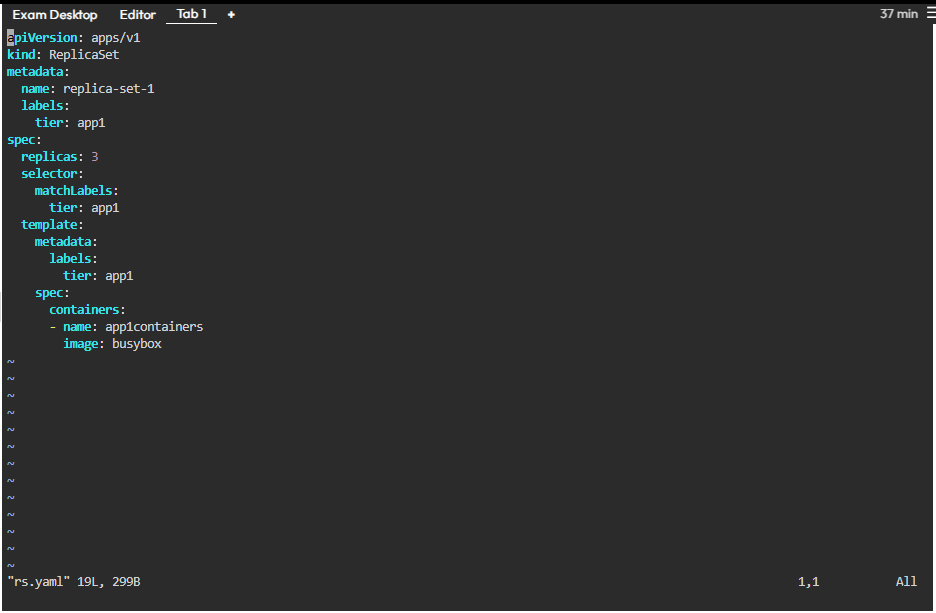 Exam Desktop Editor Tab 1 + 37 min
apiVersion: apps/v1
kind: ReplicaSet
metadata:
  name: replica-set-1
  labels:
    tier: app1
spec:
  replicas: 3
  selector:
    matchLabels:
      tier: app1
  template:
    metadata:
      labels:
        tier: app1
    spec:
      containers:
      - name: app1containers
        image: busybox
~
~
~
~
~
~
~
~
~
~
~
~
~
"rs.yaml" 19L, 299B 1,1 All